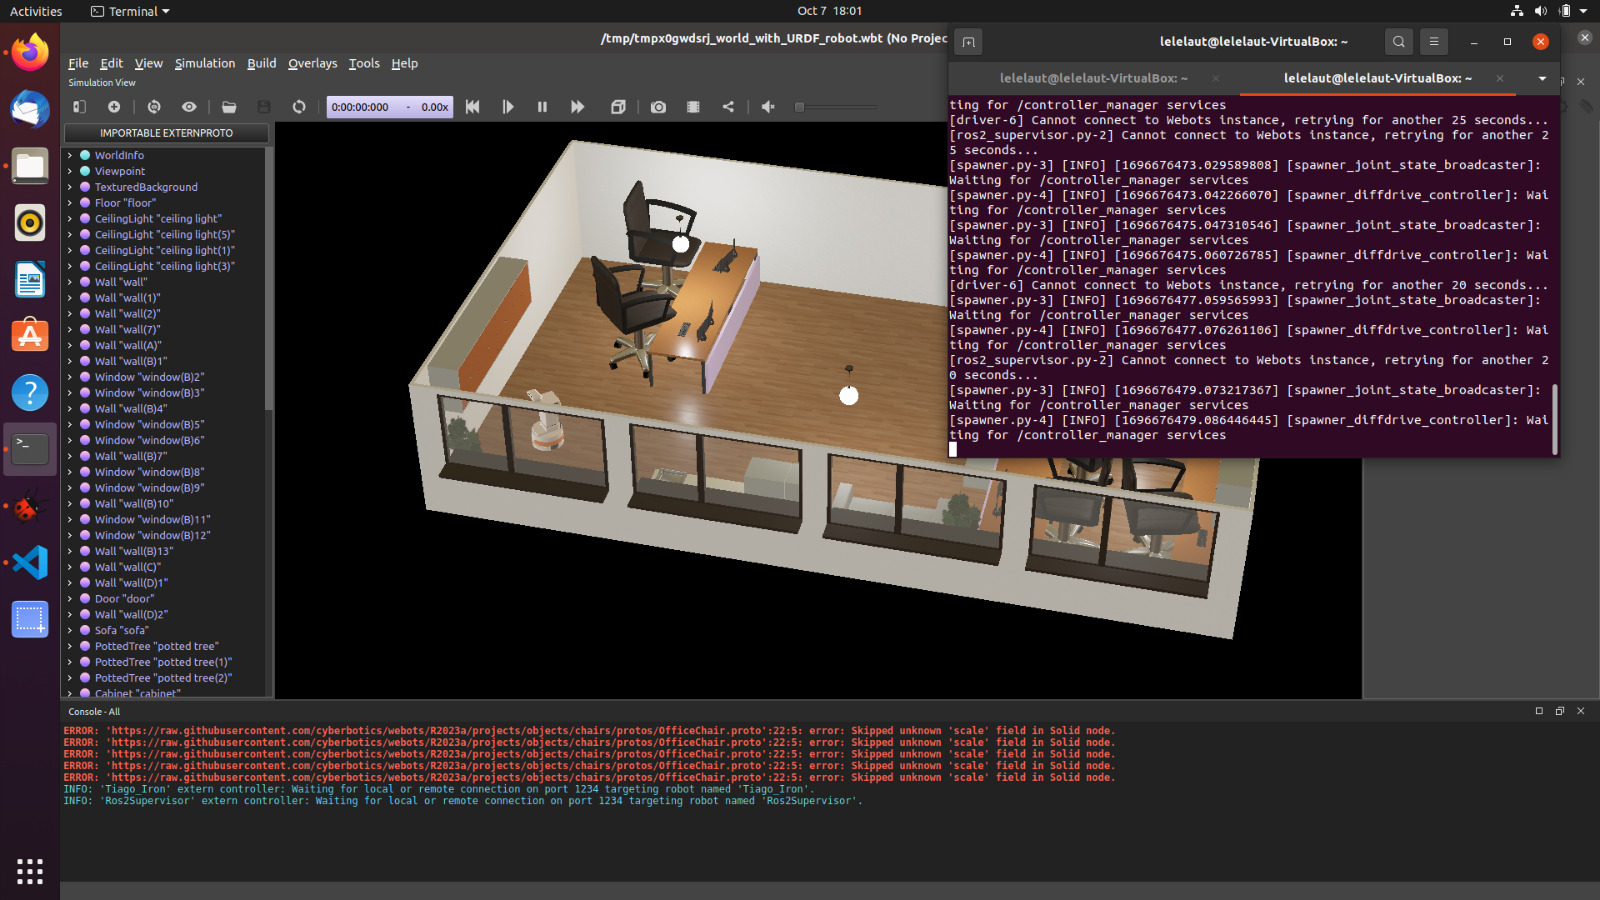 Activities
Terminal
Oct 7 18:01
/tmp/tmpx0gwdsrj_world_with_URDF_robot.wbt (No Projec
File Edit View Simulation Build Overlays Tools Help
Simulation View
0:00:00:000 - 0.00x
IMPORTABLE EXTERNPROTO
WorldInfo
Viewpoint
TexturedBackground
Floor "floor"
CeilingLight "ceiling light"
CeilingLight "ceiling light(5)"
CeilingLight "ceiling light(1)"
CeilingLight "ceiling light(3)"
Wall "wall"
Wall "wall(1)"
Wall "wall(2)"
Wall "wall(7)"
Wall "wall(A)"
Wall "wall(B)1"
Window "window(B)2"
Window "window(B)3"
Wall "wall(B)4"
Window "window(B)5"
Window "window(B)6"
Wall "wall(B)7"
Window "window(B)8"
Window "window(B)9"
Wall "wall(B)10"
Window "window(B)11"
Window "window(B)12"
Wall "wall(B)13"
Wall "wall(C)"
Wall "wall(D)1"
Door "door"
Wall "wall(D)2"
Sofa "sofa"
PottedTree "potted tree"
PottedTree "potted tree(1)"
PottedTree "potted tree(2)"
Cabinet "cabinet"
lelelaut@lelelaut-VirtualBox: ~
lelelaut@lelelaut-VirtualBox: ~
lelelaut@lelelaut-VirtualBox: ~
ting for /controller_manager services
[driver-6] Cannot connect to Webots instance, retrying for another 25 seconds...
[ros2_supervisor.py-2] Cannot connect to Webots instance, retrying for another 2
5 seconds...
[spawner.py-3] [INFO] [1696676473.029589808] [spawner_joint_state_broadcaster]:
Waiting for /controller_manager services
[spawner.py-4] [INFO] [1696676473.042266070] [spawner_diffdrive_controller]: Wai
ting for /controller_manager services
[spawner.py-3] [INFO] [1696676475.047310546] [spawner_joint_state_broadcaster]:
Waiting for /controller_manager services
[spawner.py-4] [INFO] [1696676475.060726785] [spawner_diffdrive_controller]: Wai
ting for /controller_manager services
[driver-6] Cannot connect to Webots instance, retrying for another 20 seconds...
[spawner.py-3] [INFO] [1696676477.059565993] [spawner_joint_state_broadcaster]:
Waiting for /controller_manager services
[spawner.py-4] [INFO] [1696676477.076261106] [spawner_diffdrive_controller]: Wai
ting for /controller_manager services
[ros2_supervisor.py-2] Cannot connect to Webots instance, retrying for another 2
0 seconds...
[spawner.py-3] [INFO] [1696676479.073217367] [spawner_joint_state_broadcaster]:
Waiting for /controller_manager services
[spawner.py-4] [INFO] [1696676479.086446445] [spawner_diffdrive_controller]: Wai
ting for /controller_manager services
Console - All
ERROR: 'https://raw.githubusercontent.com/cyberbotics/webots/R2023a/projects/objects/chairs/protos/OfficeChair.proto':22:5: error: Skipped unknown 'scale' field in Solid node.
ERROR: 'https://raw.githubusercontent.com/cyberbotics/webots/R2023a/projects/objects/chairs/protos/OfficeChair.proto':22:5: error: Skipped unknown 'scale' field in Solid node.
ERROR: 'https://raw.githubusercontent.com/cyberbotics/webots/R2023a/projects/objects/chairs/protos/OfficeChair.proto':22:5: error: Skipped unknown 'scale' field in Solid node.
ERROR: 'https://raw.githubusercontent.com/cyberbotics/webots/R2023a/projects/objects/chairs/protos/OfficeChair.proto':22:5: error: Skipped unknown 'scale' field in Solid node.
ERROR: 'https://raw.githubusercontent.com/cyberbotics/webots/R2023a/projects/objects/chairs/protos/OfficeChair.proto':22:5: error: Skipped unknown 'scale' field in Solid node.
INFO: 'Tiago_Iron' extern controller: Waiting for local or remote connection on port 1234 targeting robot named 'Tiago_Iron'.
INFO: 'Ros2Supervisor' extern controller: Waiting for local or remote connection on port 1234 targeting robot named 'Ros2Supervisor'.